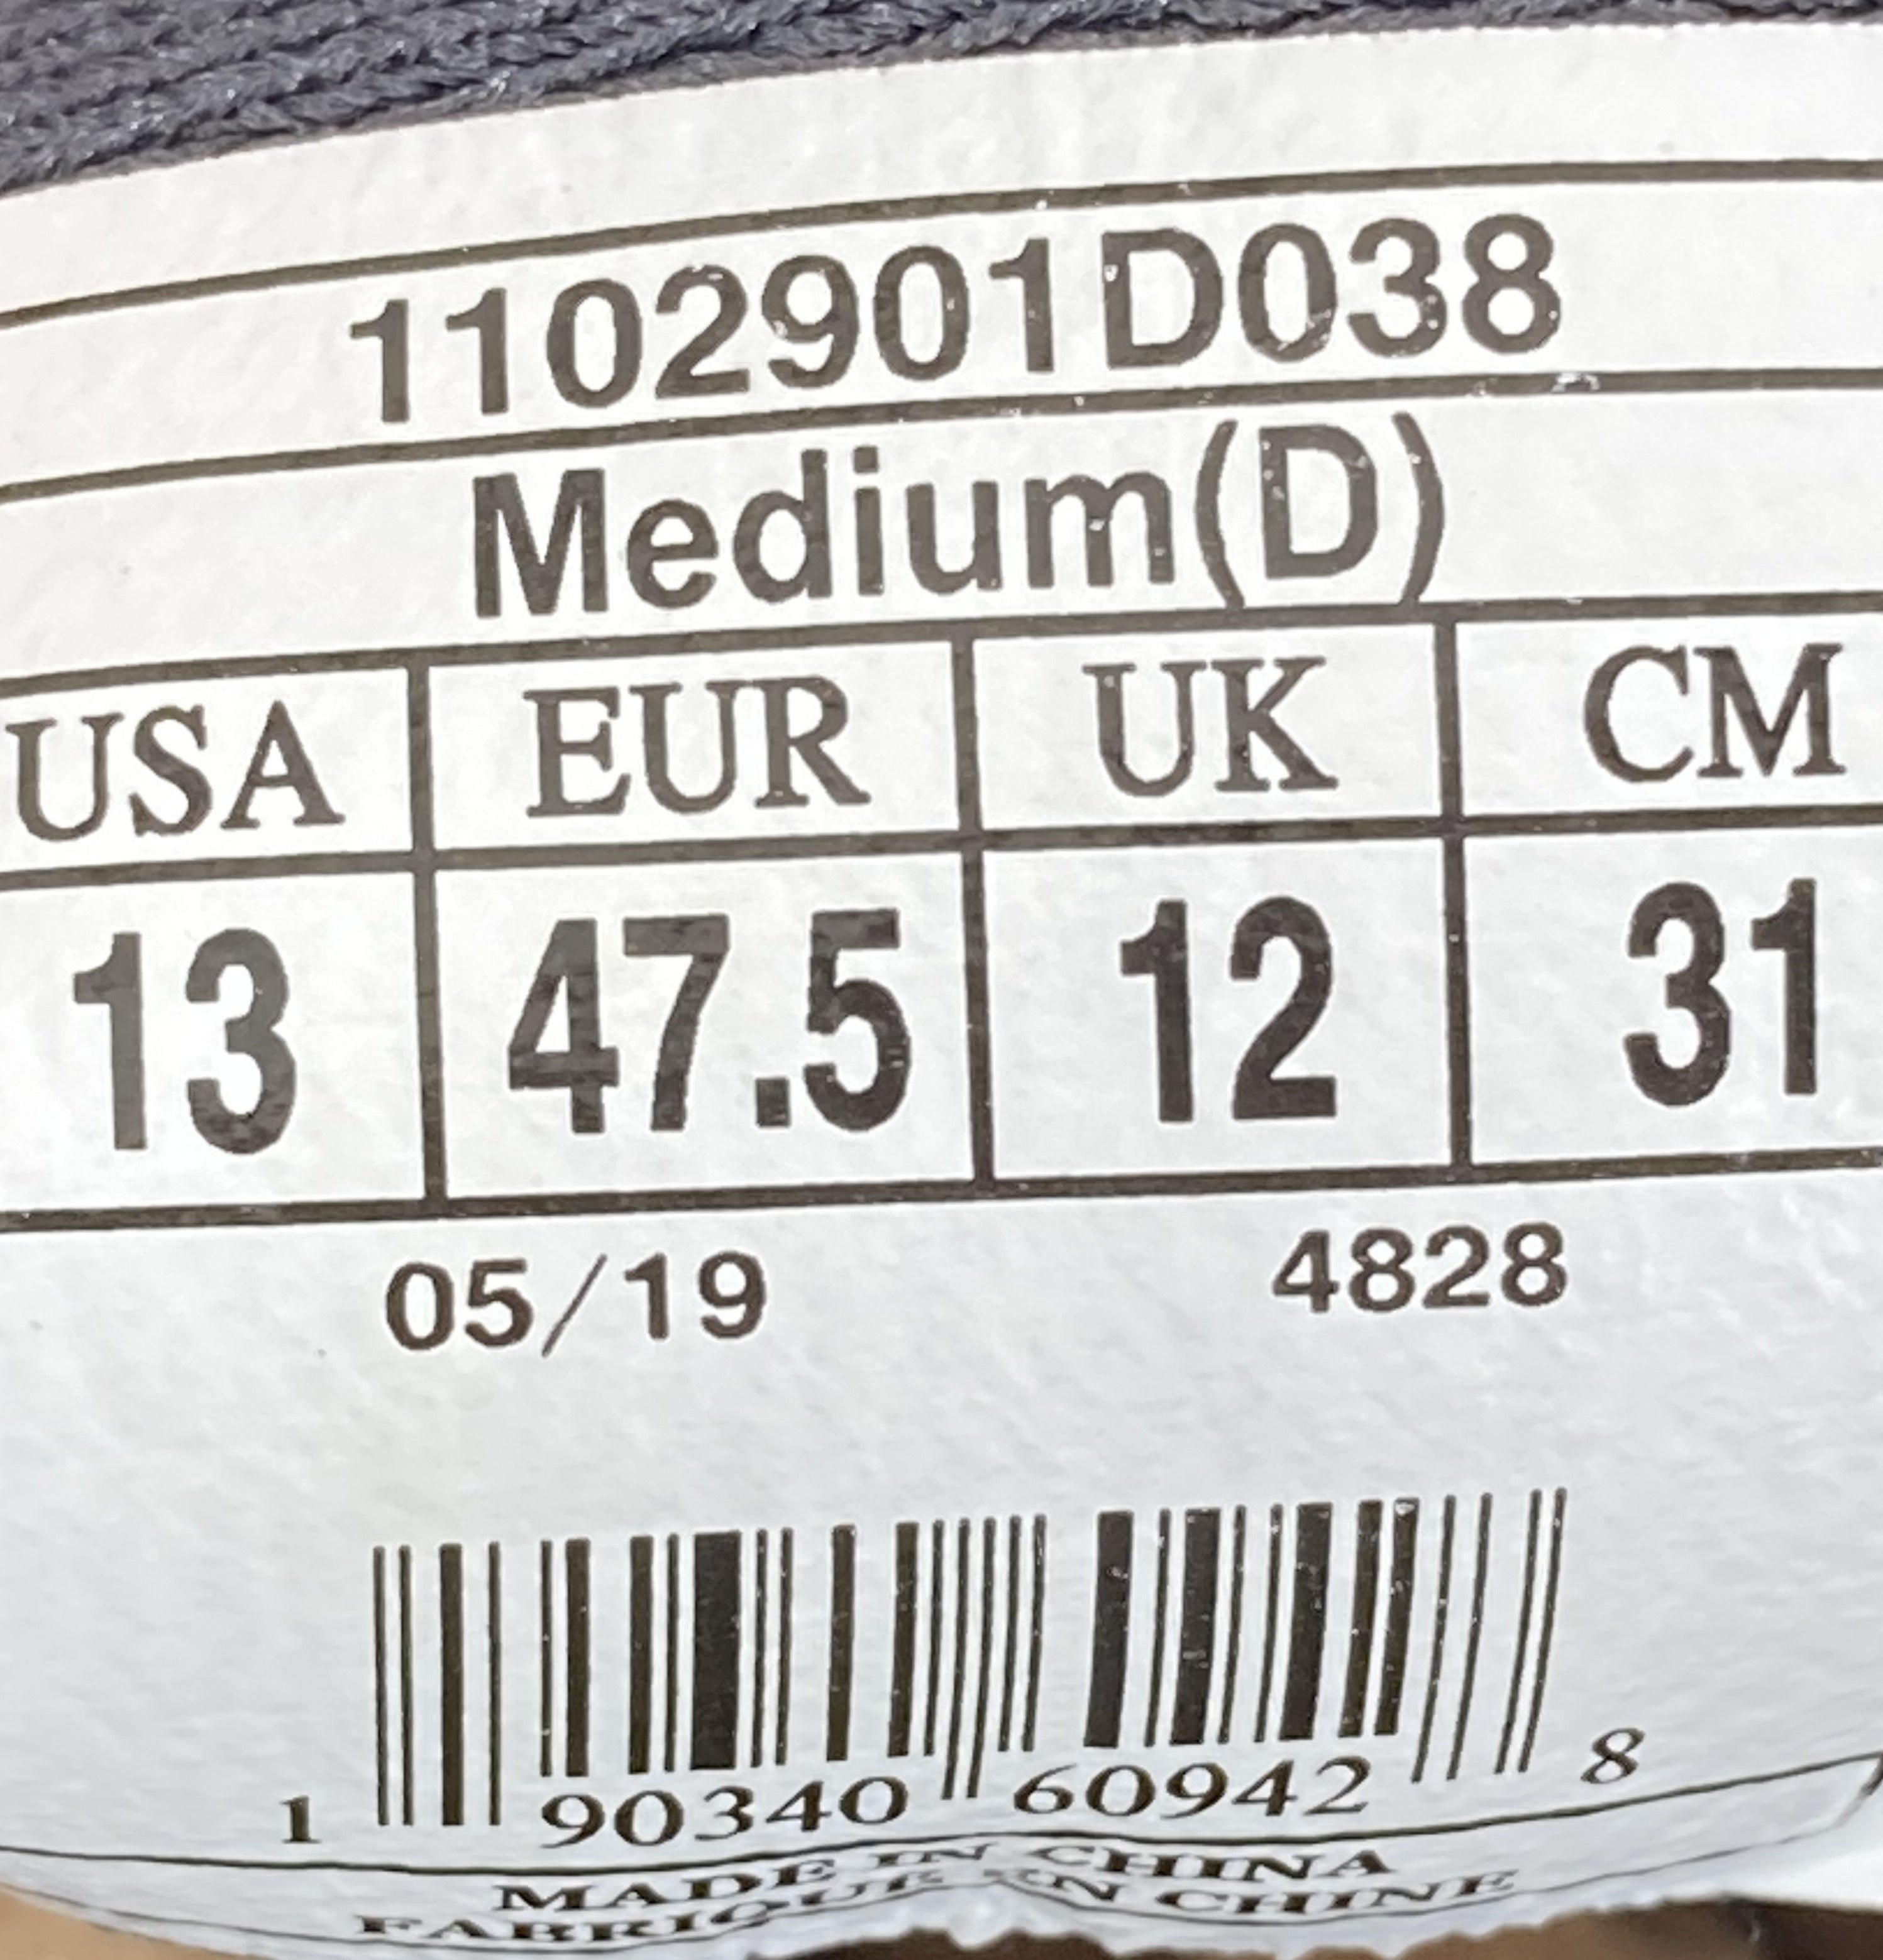 1102901D038
Medium(D)
USA EUR UK CM
13 47.5 12 31
05/19 4828
1 90340 60942 8
MADE IN CHINA
FABRIQUE EN CHINE